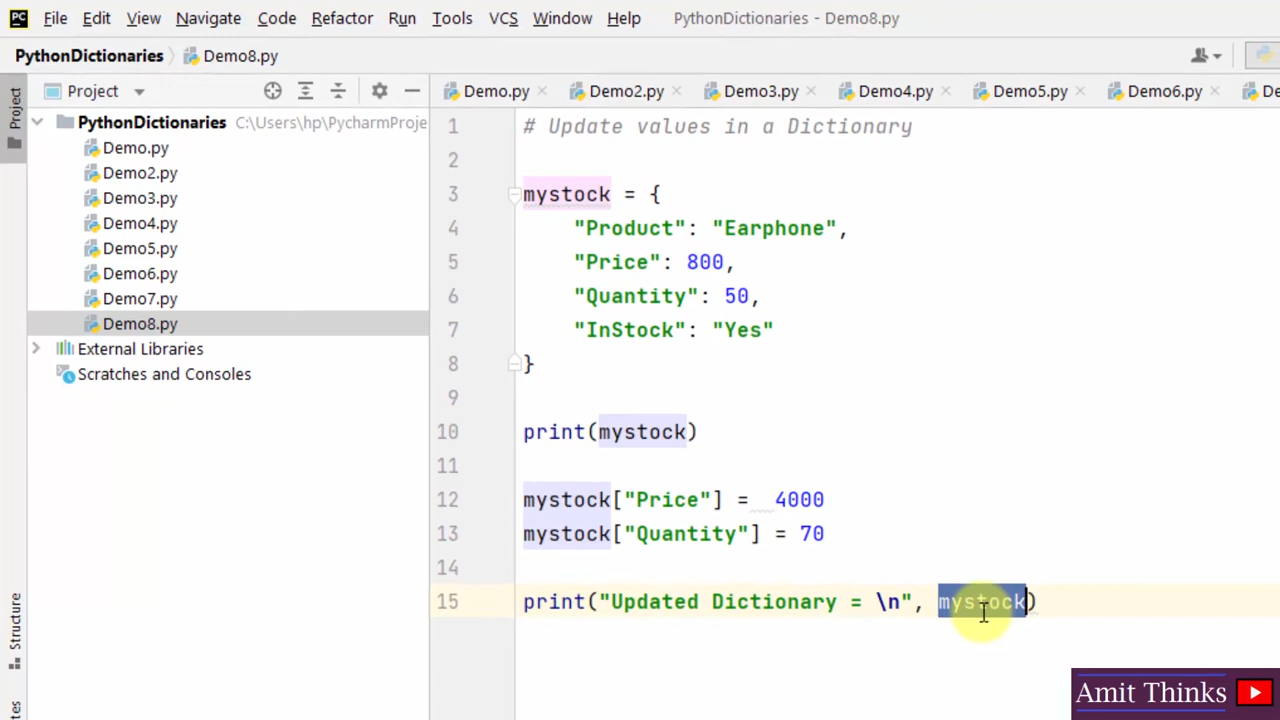 PC File Edit View Navigate Code Refactor Run Tools VCS Window Help PythonDictionaries - Demo8.py
PythonDictionaries Demo8.py
Project
Project Demo.py Demo2.py Demo3.py Demo4.py Demo5.py Demo6.py De
PythonDictionaries C:\Users\hp\PycharmProje
Demo.py
Demo2.py
Demo3.py
Demo4.py
Demo5.py
Demo6.py
Demo7.py
Demo8.py
External Libraries
Scratches and Consoles
1 # Update values in a Dictionary
2
3 mystock = {
4 "Product": "Earphone",
5 "Price": 800,
6 "Quantity": 50,
7 "InStock": "Yes"
8 }
9
10 print(mystock)
11
12 mystock["Price"] =  4000
13 mystock["Quantity"] = 70
14
15 print("Updated Dictionary = \n", mystock)
Structure
Amit Thinks